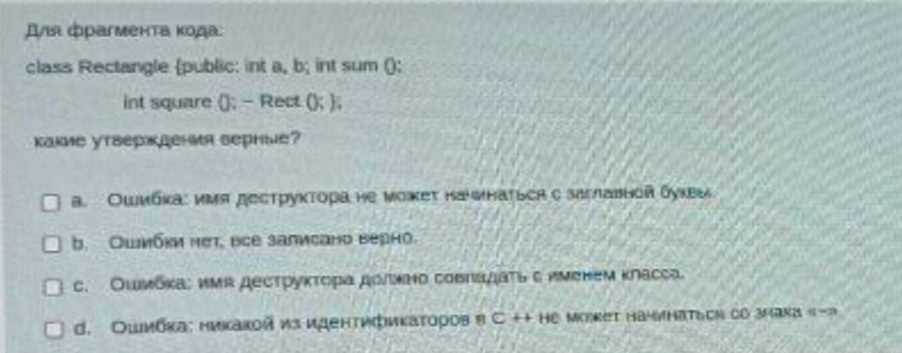 Для фрагмента кода:
class Rectangle {public: int a, b; int sum ();
int square (); ~ Rect (); };
какие утверждения верные?
a. Ошибка: имя деструктора не может начинаться с заглавной буквы.
b. Ошибки нет, все записано верно.
c. Ошибка: имя деструктора должно совпадать с именем класса.
d. Ошибка: никакой из идентификаторов в C ++ не может начинаться со знака «~».